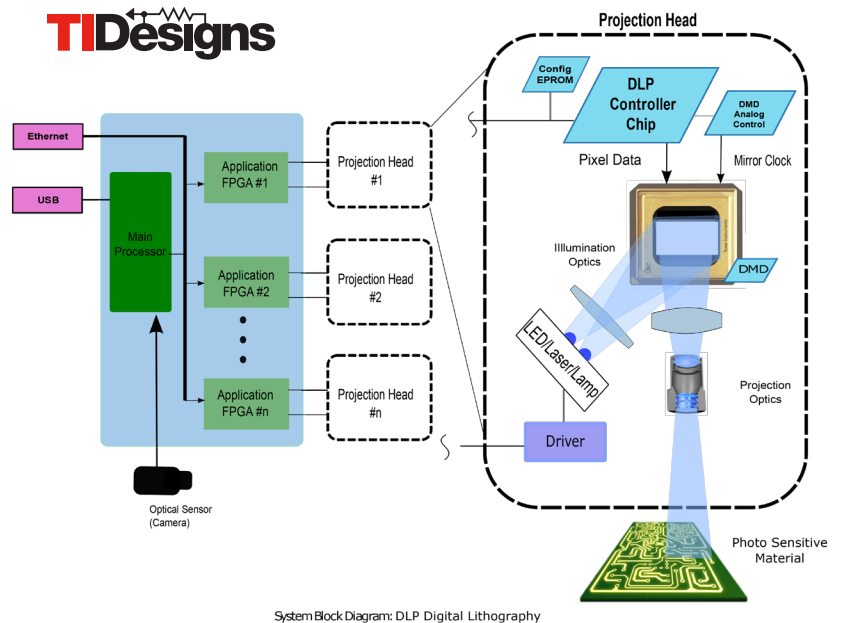 TIDesigns
Projection Head
Config
EPROM
DLP
Controller
Chip
DMD
Analog
Control
Pixel Data
Mirror Clock
Ethernet
USB
Main
Processor
Application
FPGA #1
Application
FPGA #2
Application
FPGA #n
Projection Head
#1
Projection Head
#2
Projection Head
#n
Optical Sensor
(Camera)
Illlumination
Optics
DMD
LED/Laser/Lamp
Driver
Projection
Optics
Photo Sensitive
Material
System Block Diagram: DLP Digital Lithography